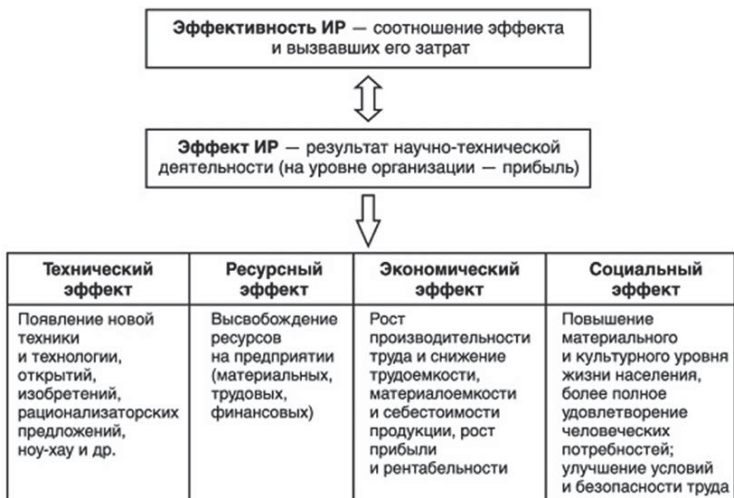 Эффективность ИР — соотношение эффекта
и вызвавших его затрат
Эффект ИР — результат научно-технической
деятельности (на уровне организации — прибыль)
Технический
эффект
Появление новой
техники
и технологии,
открытий,
изобретений,
рационализаторских
предложений,
ноу-хау и др.
Ресурсный
эффект
Высвобождение
ресурсов
на предприятии
(материальных,
трудовых,
финансовых)
Экономический
эффект
Рост
производительности
труда и снижение
трудоемкости,
материалоемкости
и себестоимости
продукции, рост
прибыли
и рентабельности
Социальный
эффект
Повышение
материального
и культурного уровня
жизни населения,
более полное
удовлетворение
человеческих
потребностей;
улучшение условий
и безопасности труда